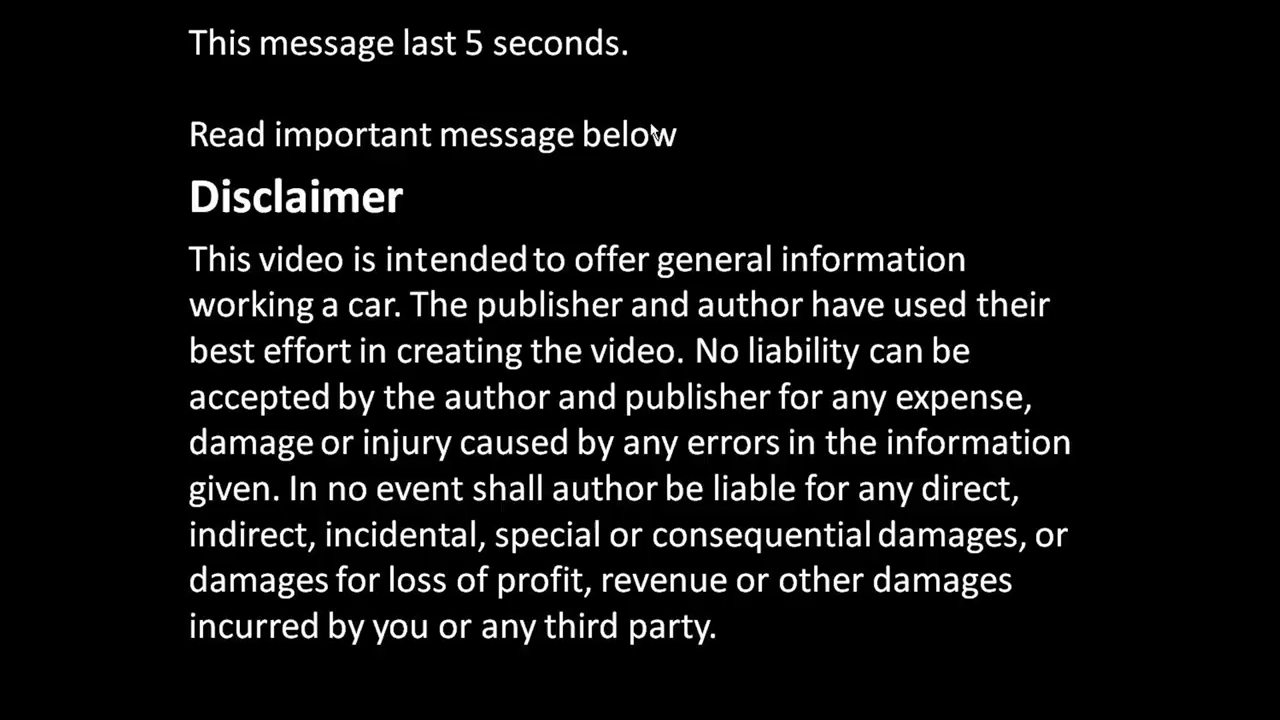 This message last 5 seconds.
Read important message below
Disclaimer
This video is intended to offer general information
working a car. The publisher and author have used their
best effort in creating the video. No liability can be
accepted by the author and publisher for any expense,
damage or injury caused by any errors in the information
given. In no event shall author be liable for any direct,
indirect, incidental, special or consequential damages, or
damages for loss of profit, revenue or other damages
incurred by you or any third party.